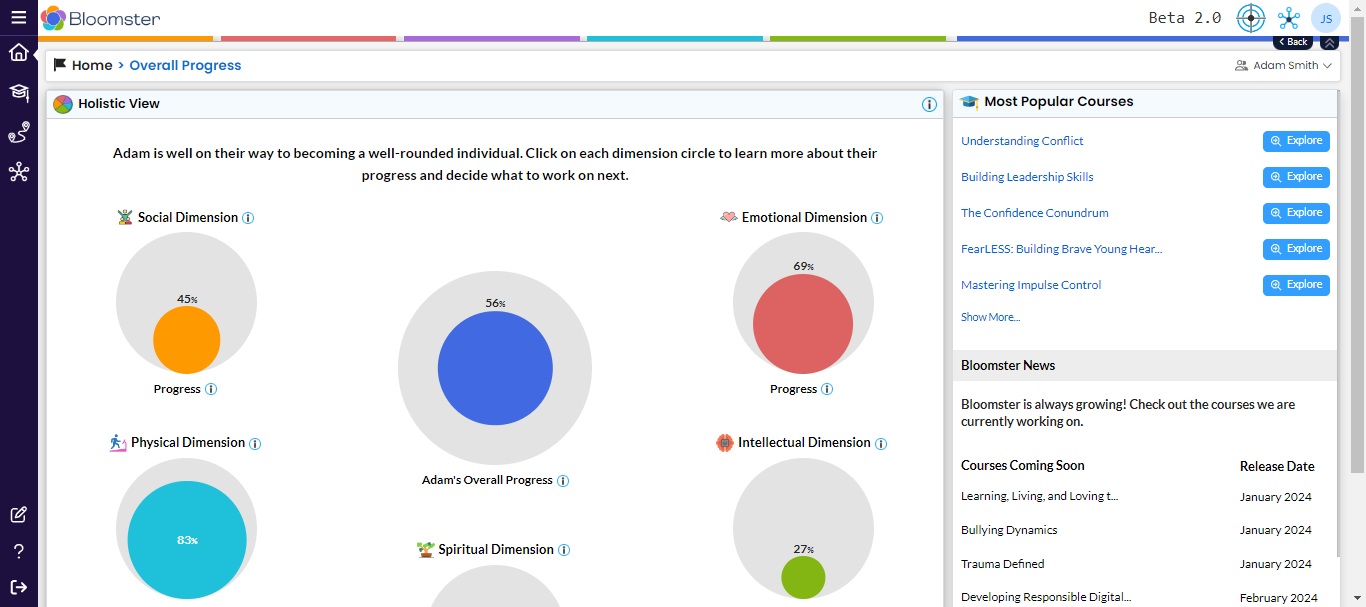 Bloomster
Beta 2.0
JS
< Back
Home > Overall Progress
Adam Smith
Holistic View
Adam is well on their way to becoming a well-rounded individual. Click on each dimension circle to learn more about their
progress and decide what to work on next.
Social Dimension
45%
Progress
Emotional Dimension
69%
Progress
56%
Adam's Overall Progress
Physical Dimension
83%
Intellectual Dimension
27%
Spiritual Dimension
Most Popular Courses
Understanding Conflict Explore
Building Leadership Skills Explore
The Confidence Conundrum Explore
FearLESS: Building Brave Young Hear... Explore
Mastering Impulse Control Explore
Show More...
Bloomster News
Bloomster is always growing! Check out the courses we are
currently working on.
Courses Coming Soon Release Date
Learning, Living, and Loving t... January 2024
Bullying Dynamics January 2024
Trauma Defined January 2024
Developing Responsible Digital... February 2024